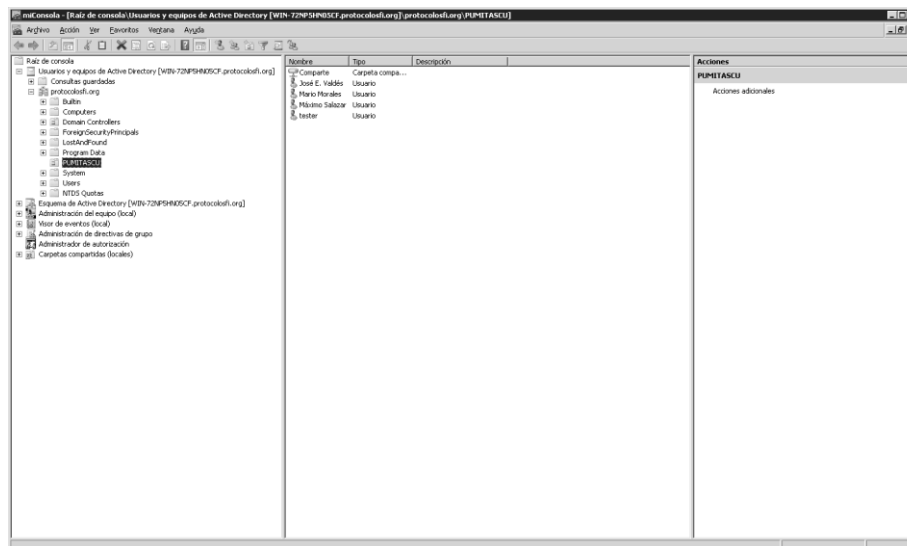 miConsola - [Raíz de consola\Usuarios y equipos de Active Directory [WIN-72NP5HN05CF.protocolosfi.org]\protocolosfi.org\PUMITASCU]
Archivo Acción Ver Favoritos Ventana Ayuda
Raíz de consola
Usuarios y equipos de Active Directory [WIN-72NP5HN05CF.protocolosfi.org]
Consultas guardadas
protocolosfi.org
Builtin
Computers
Domain Controllers
ForeignSecurityPrincipals
LostAndFound
Program Data
PUMITASCU
System
Users
NTDS Quotas
Esquema de Active Directory [WIN-72NP5HN05CF.protocolosfi.org]
Administración del equipo (local)
Visor de eventos (local)
Administración de directivas de grupo
Administrador de autorización
Carpetas compartidas (locales)
Nombre Tipo Descripción
Comparte Carpeta compa...
José E. Valdés Usuario
Mario Morales Usuario
Máximo Salazar Usuario
tester Usuario
Acciones
PUMITASCU
Acciones adicionales